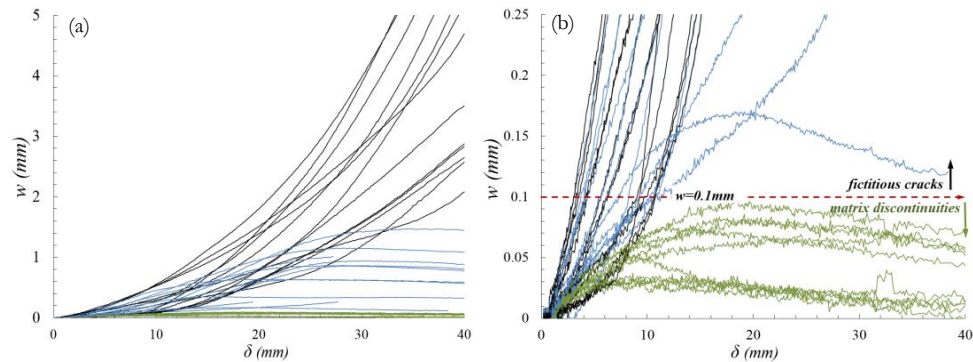 (a)
5
4
3
2
1
0
w (mm)
0 10 20 30 40
δ (mm)
(b)
0.25
0.2
0.15
0.1
0.05
0
w (mm)
fictitious cracks
w=0.1mm
matrix discontinuities
0 10 20 30 40
δ (mm)